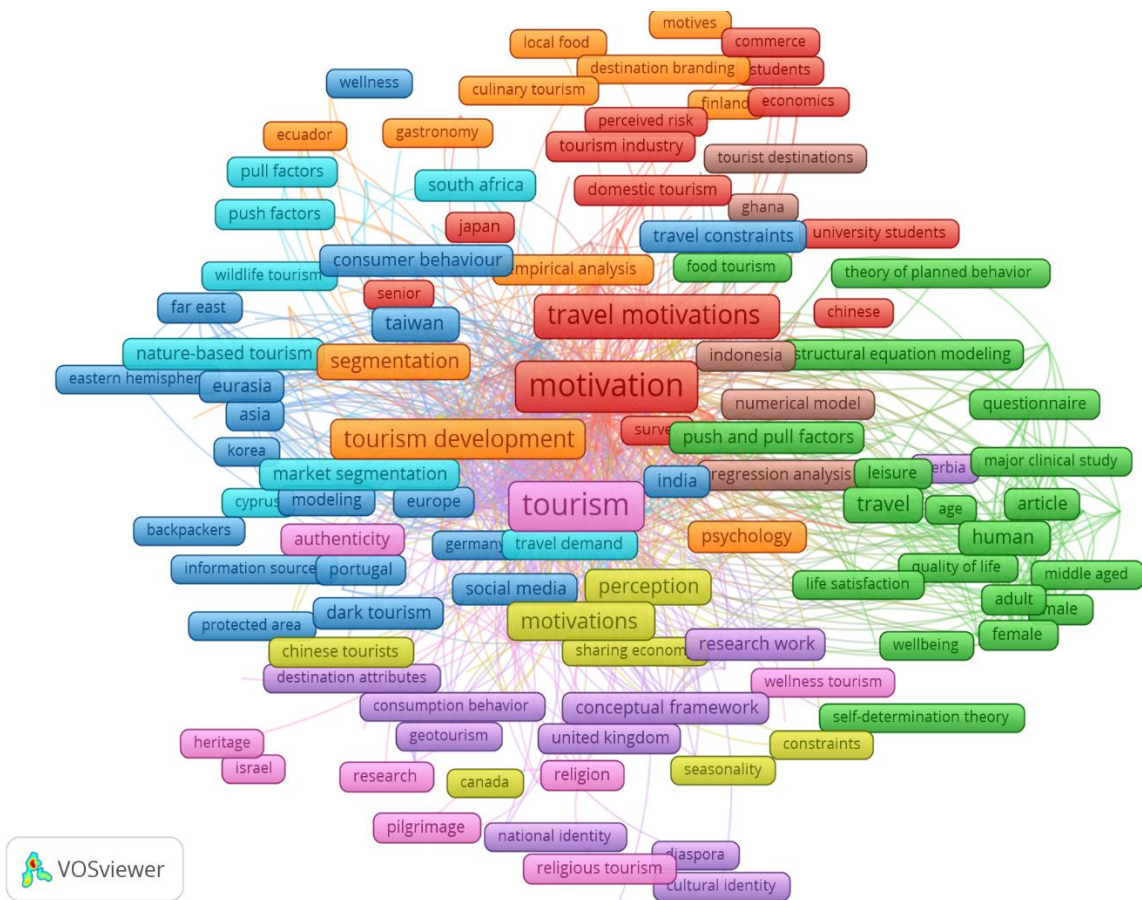 motives
commerce
local food
destination branding
students
wellness
culinary tourism
finland
economics
perceived risk
ecuador
gastronomy
tourism industry
tourist destinations
pull factors
south africa
domestic tourism
push factors
japan
ghana
travel constraints
university students
consumer behaviour
empirical analysis
food tourism
theory of planned behavior
wildlife tourism
senior
far east
taiwan
travel motivations
chinese
nature-based tourism
segmentation
indonesia
structural equation modeling
eastern hemisphere
eurasia
motivation
asia
numerical model
questionnaire
tourism development
survey
push and pull factors
korea
market segmentation
regression analysis
leisure
major clinical study
cyprus
modeling
europe
india
tourism
travel
age
article
backpackers
authenticity
germany
travel demand
psychology
human
information source
portugal
quality of life
middle aged
social media
perception
life satisfaction
adult
male
protected area
dark tourism
motivations
female
chinese tourists
sharing econom
research work
wellbeing
destination attributes
wellness tourism
consumption behavior
conceptual framework
self-determination theory
geotourism
united kingdom
constraints
heritage
israel
research
canada
religion
seasonality
pilgrimage
national identity
diaspora
religious tourism
cultural identity
VOSviewer